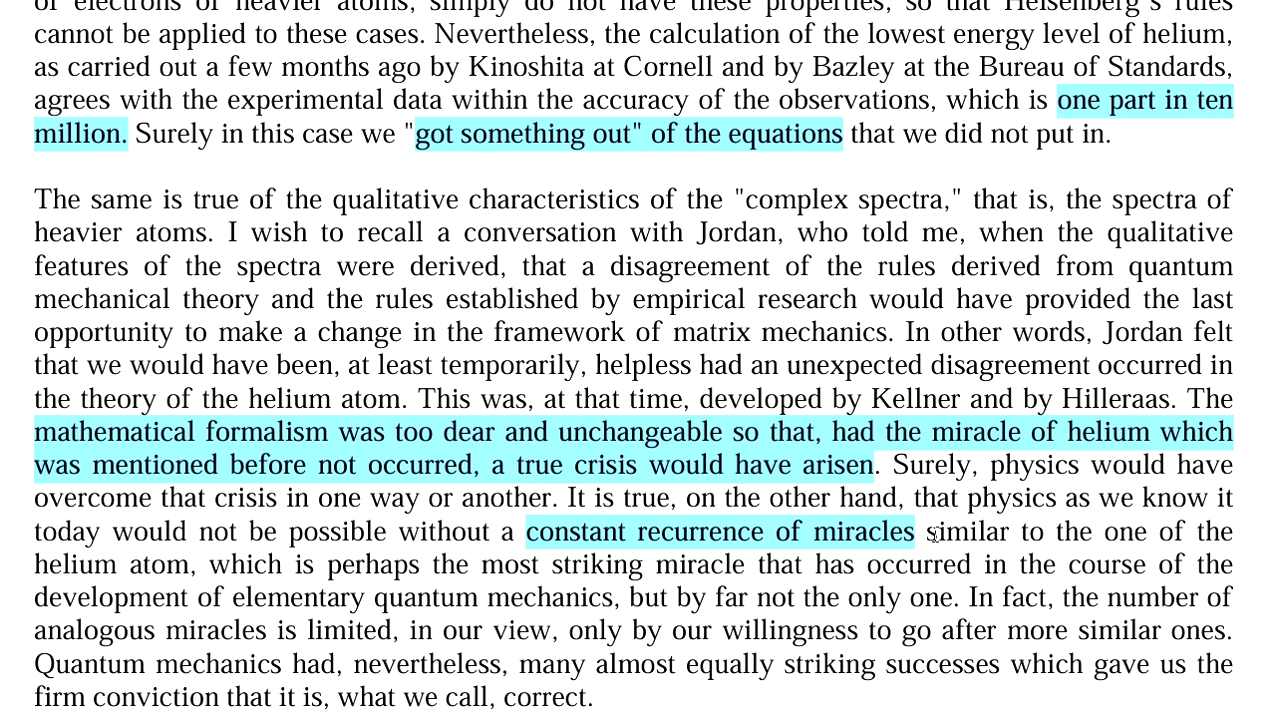 of electrons of heavier atoms, simply do not have these properties, so that Heisenberg's rules
cannot be applied to these cases. Nevertheless, the calculation of the lowest energy level of helium,
as carried out a few months ago by Kinoshita at Cornell and by Bazley at the Bureau of Standards,
agrees with the experimental data within the accuracy of the observations, which is one part in ten
million. Surely in this case we "got something out" of the equations that we did not put in.
The same is true of the qualitative characteristics of the "complex spectra," that is, the spectra of
heavier atoms. I wish to recall a conversation with Jordan, who told me, when the qualitative
features of the spectra were derived, that a disagreement of the rules derived from quantum
mechanical theory and the rules established by empirical research would have provided the last
opportunity to make a change in the framework of matrix mechanics. In other words, Jordan felt
that we would have been, at least temporarily, helpless had an unexpected disagreement occurred in
the theory of the helium atom. This was, at that time, developed by Kellner and by Hilleraas. The
mathematical formalism was too dear and unchangeable so that, had the miracle of helium which
was mentioned before not occurred, a true crisis would have arisen. Surely, physics would have
overcome that crisis in one way or another. It is true, on the other hand, that physics as we know it
today would not be possible without a constant recurrence of miracles similar to the one of the
helium atom, which is perhaps the most striking miracle that has occurred in the course of the
development of elementary quantum mechanics, but by far not the only one. In fact, the number of
analogous miracles is limited, in our view, only by our willingness to go after more similar ones.
Quantum mechanics had, nevertheless, many almost equally striking successes which gave us the
firm conviction that it is, what we call, correct.